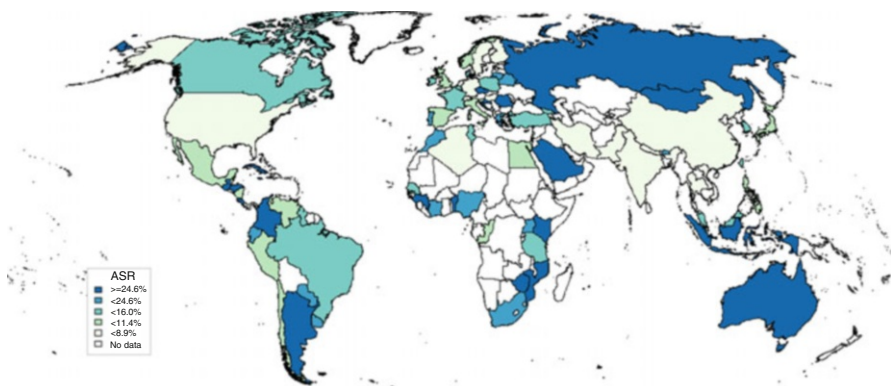 ASR
>=24.6%
<24.6%
<16.0%
<11.4%
<8.9%
No data